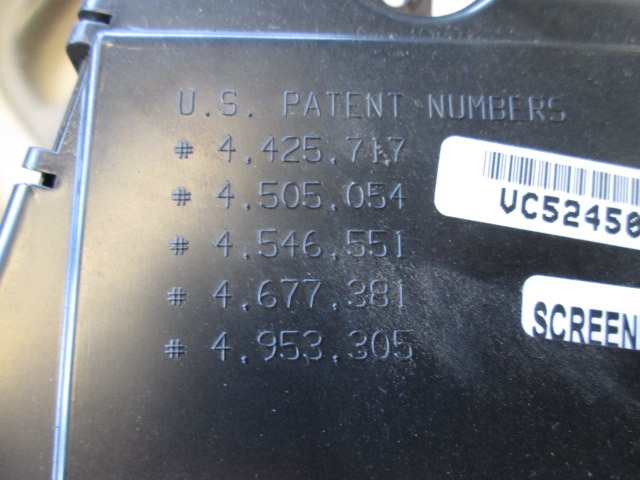 U.S. PATENT NUMBERS
# 4,425,717
# 4,505,054
# 4,546,551
# 4,677,381
# 4,953,305
VC52450
SCREEN